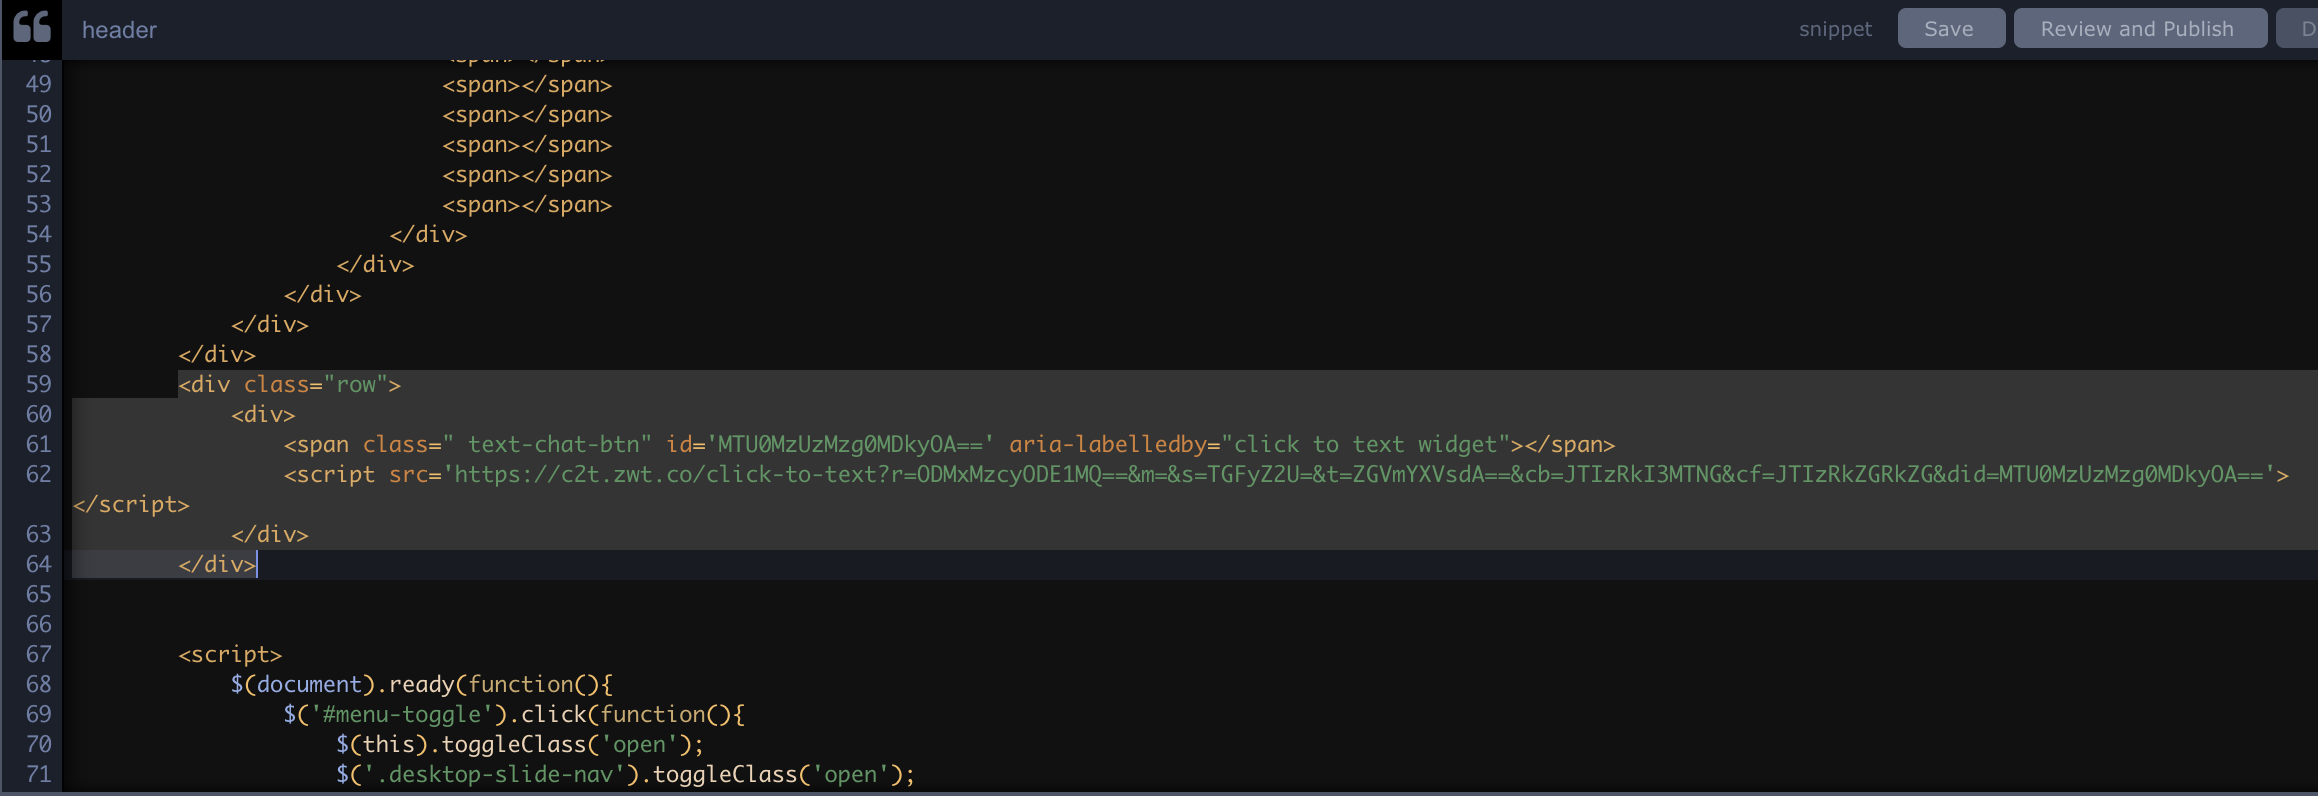 header
snippet
Save
Review and Publish
D
48 <span></span>
49 <span></span>
50 <span></span>
51 <span></span>
52 <span></span>
53 <span></span>
54 </div>
55 </div>
56 </div>
57 </div>
58 </div>
59 <div class="row">
60 <div>
61 <span class=" text-chat-btn" id='MTU0MzUzMzg0MDkyOA==' aria-labelledby="click to text widget"></span>
62 <script src='https://c2t.zwt.co/click-to-text?r=ODMxMzcyODE1MQ==&m=&s=TGFyZ2U=&t=ZGVmYXVsdA==&cb=JTIzRkI3MTNG&cf=JTIzRkZGRkZG&did=MTU0MzUzMzg0MDkyOA=='>
</script>
63 </div>
64 </div>
65
66
67 <script>
68 $(document).ready(function(){
69 $('#menu-toggle').click(function(){
70 $(this).toggleClass('open');
71 $('.desktop-slide-nav').toggleClass('open');